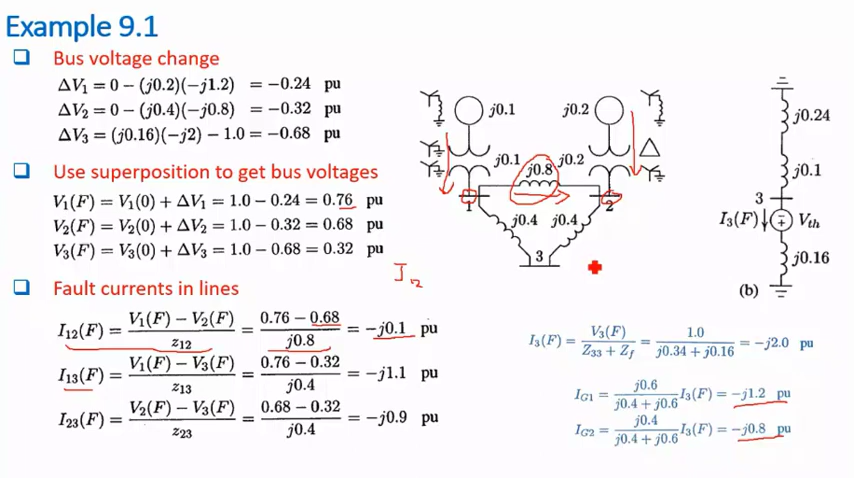 Example 9.1
Bus voltage change
ΔV₁ = 0 − (j0.2)(−j1.2) = −0.24 pu
ΔV₂ = 0 − (j0.4)(−j0.8) = −0.32 pu
ΔV₃ = (j0.16)(−j2) − 1.0 = −0.68 pu
Use superposition to get bus voltages
V₁(F) = V₁(0) + ΔV₁ = 1.0 − 0.24 = 0.76 pu
V₂(F) = V₂(0) + ΔV₂ = 1.0 − 0.32 = 0.68 pu
V₃(F) = V₃(0) + ΔV₃ = 1.0 − 0.68 = 0.32 pu
I₁₂
Fault currents in lines
I₁₂(F) = (V₁(F) − V₂(F))/z₁₂ = (0.76 − 0.68)/j0.8 = −j0.1 pu
I₁₃(F) = (V₁(F) − V₃(F))/z₁₃ = (0.76 − 0.32)/j0.4 = −j1.1 pu
I₂₃(F) = (V₂(F) − V₃(F))/z₂₃ = (0.68 − 0.32)/j0.4 = −j0.9 pu
j0.1 j0.2
j0.1 j0.8 j0.2 Δ
1 2
j0.4 j0.4
3
j0.24
j0.1
3
I₃(F) ↓ − + Vth
j0.16
(b)
I₃(F) = V₃(F)/(Z₃₃ + Zf) = 1.0/(j0.34 + j0.16) = −j2.0 pu
IG1 = j0.6/(j0.4 + j0.6) I₃(F) = −j1.2 pu
IG2 = j0.4/(j0.4 + j0.6) I₃(F) = −j0.8 pu